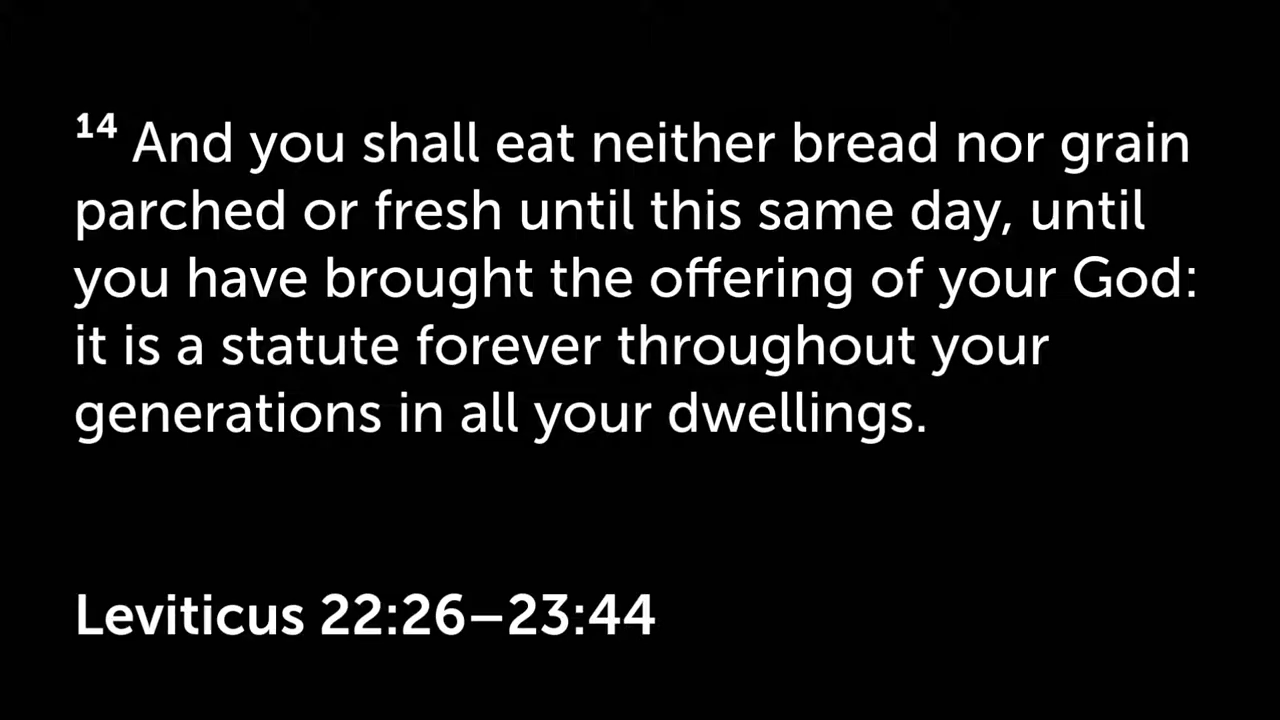 14 And you shall eat neither bread nor grain
parched or fresh until this same day, until
you have brought the offering of your God:
it is a statute forever throughout your
generations in all your dwellings.
Leviticus 22:26–23:44